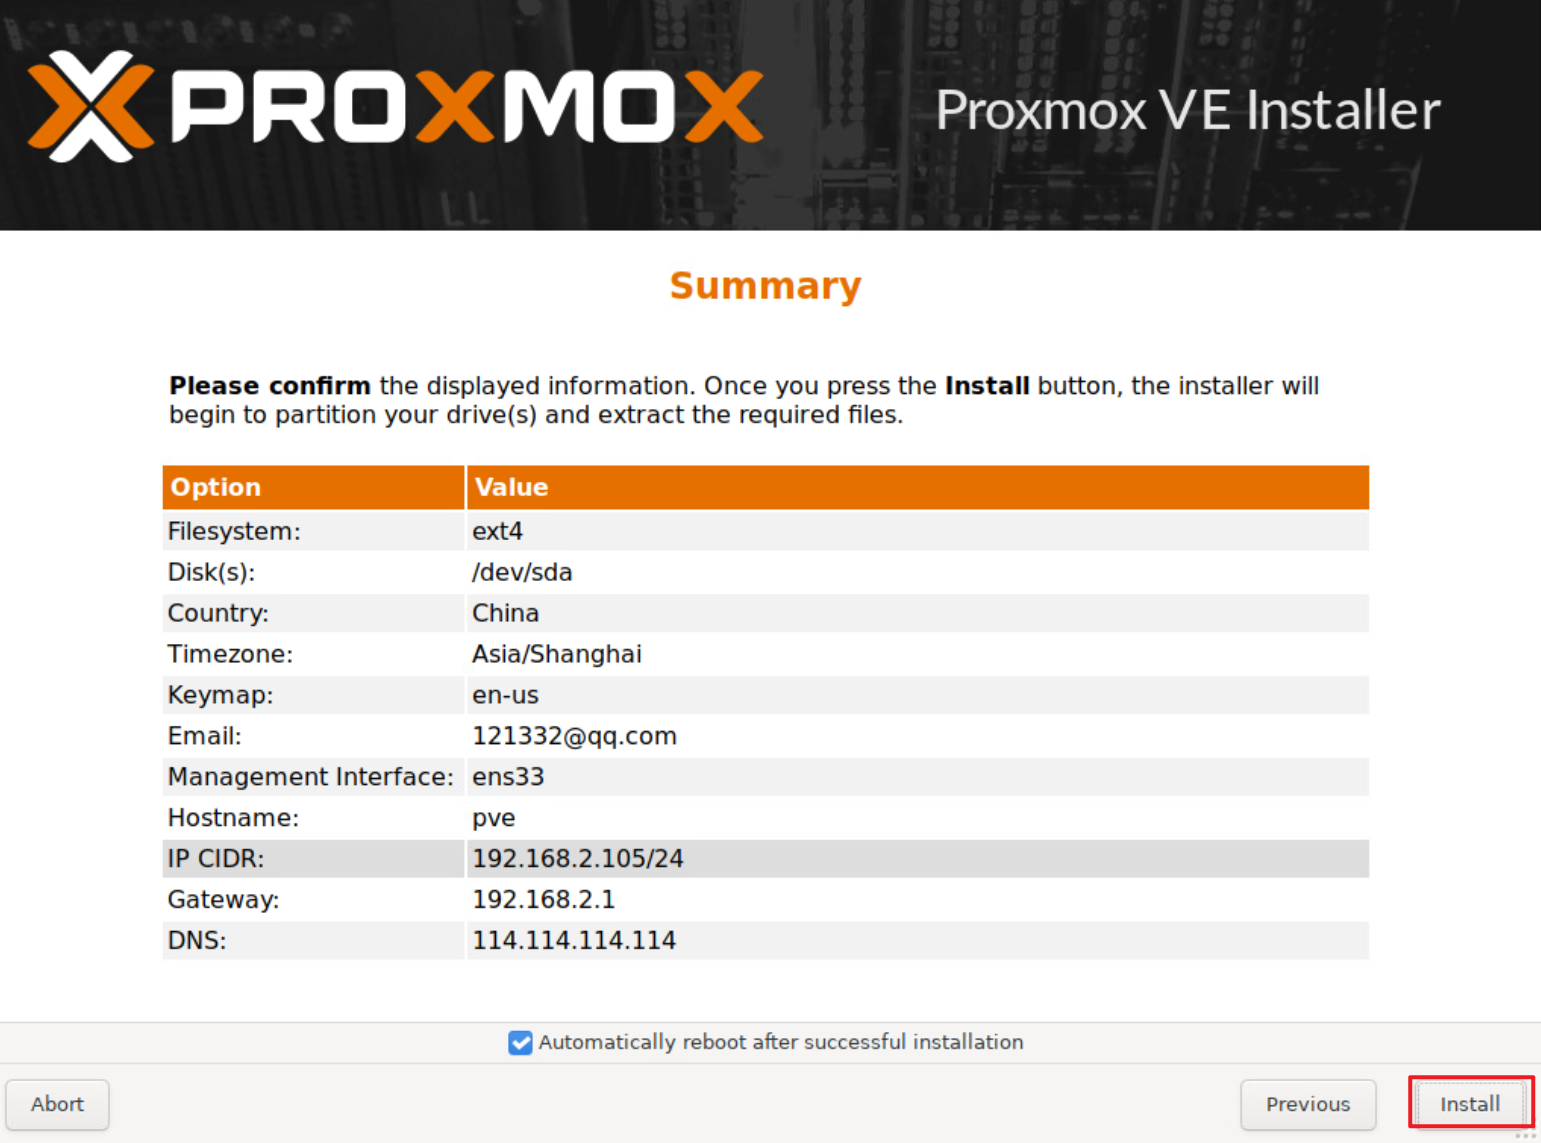 PROXMOX
Proxmox VE Installer
Summary
Please confirm the displayed information. Once you press the Install button, the installer will
begin to partition your drive(s) and extract the required files.
Option Value
Filesystem: ext4
Disk(s): /dev/sda
Country: China
Timezone: Asia/Shanghai
Keymap: en-us
Email: 121332@qq.com
Management Interface: ens33
Hostname: pve
IP CIDR: 192.168.2.105/24
Gateway: 192.168.2.1
DNS: 114.114.114.114
Automatically reboot after successful installation
Abort Previous Install